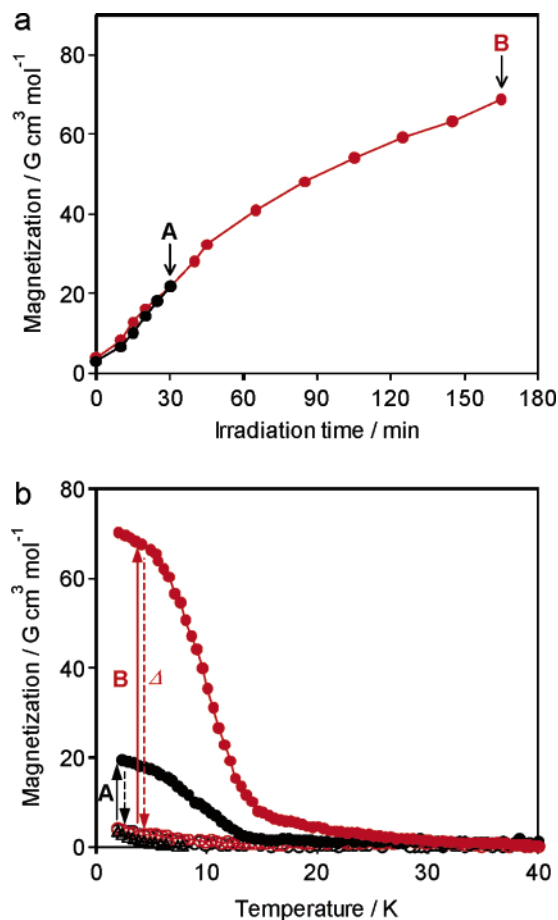 a
Magnetization / G cm³ mol⁻¹
80
60
40
20
0
B
A
0 30 60 90 120 150 180
Irradiation time / min
b
Magnetization / G cm³ mol⁻¹
80
60
40
20
0
B Δ
A
0 10 20 30 40
Temperature / K